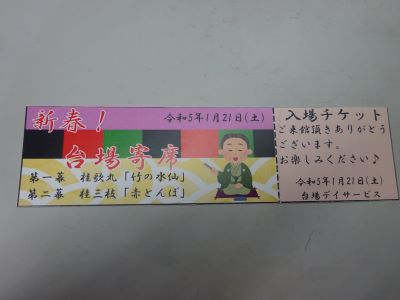 新春！
令和5年1月21日(土)
台場寄席
第一幕　桂歌丸「竹の水仙」
第二幕　桂三枝「赤とんぼ」
入場チケット
ご来館頂きありがとう
ございます。
お楽しみください♪
令和5年1月21日(土)
台場デイサービス